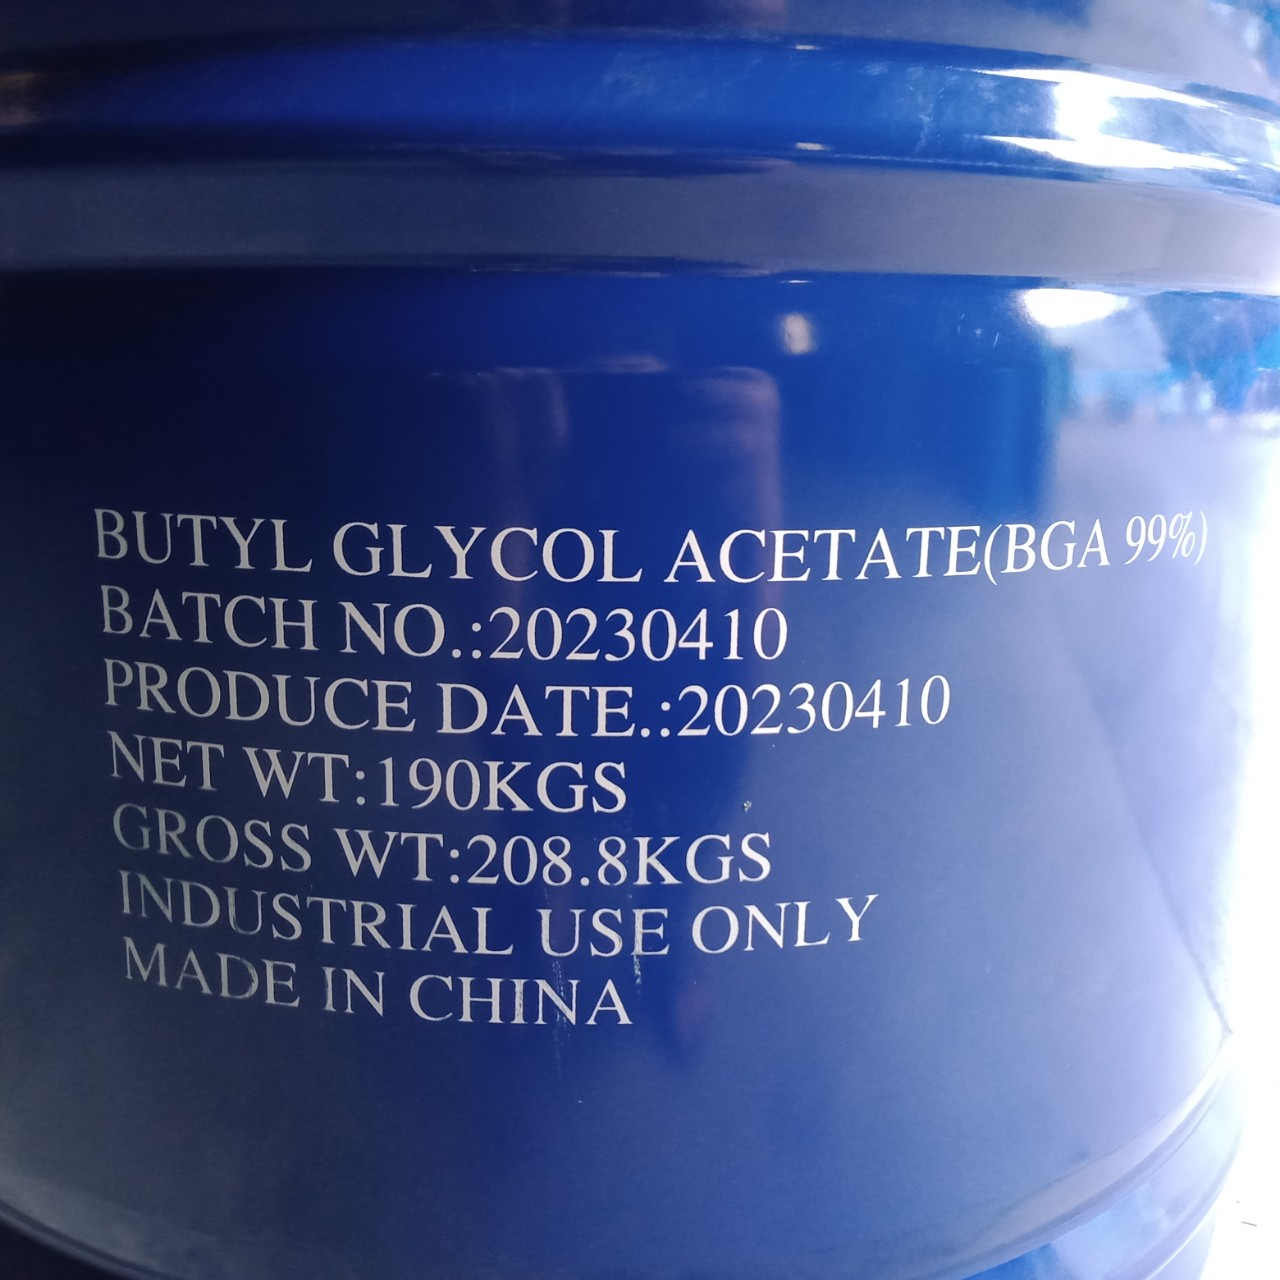 BUTYL GLYCOL ACETATE(BGA 99%)
BATCH NO.:20230410
PRODUCE DATE.:20230410
NET WT:190KGS
GROSS WT:208.8KGS
INDUSTRIAL USE ONLY
MADE IN CHINA